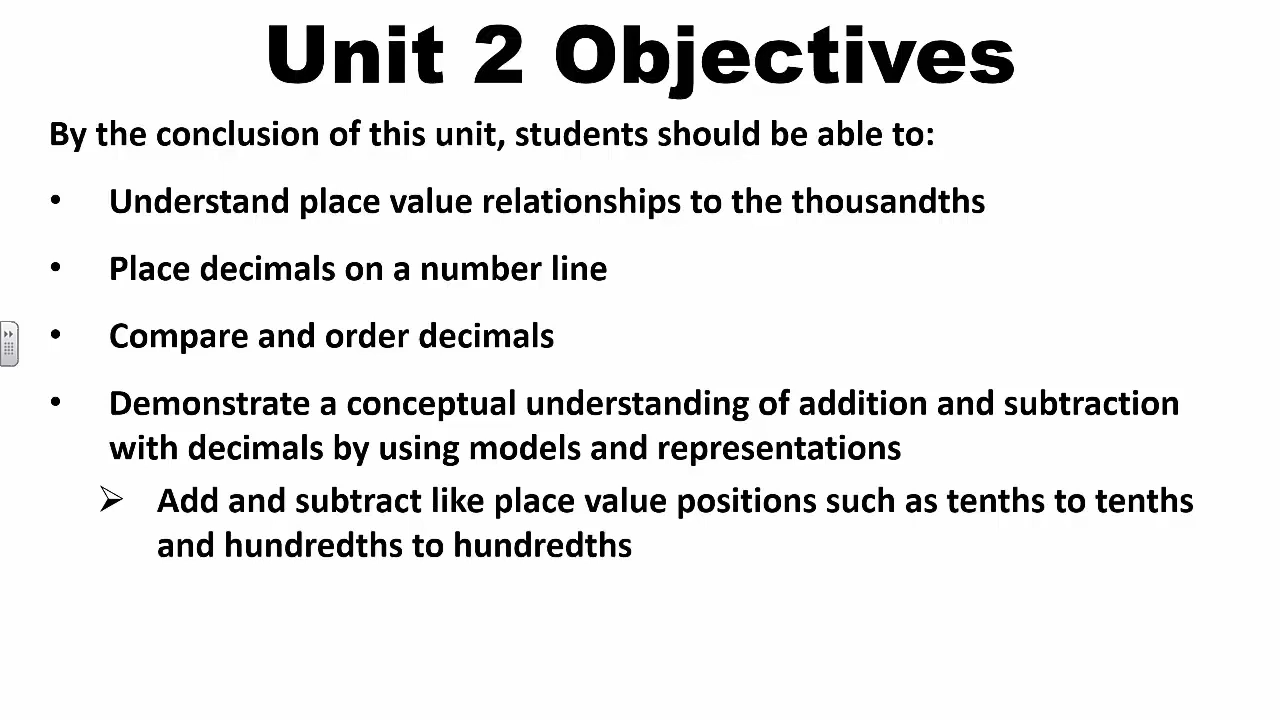 Unit 2 Objectives
By the conclusion of this unit, students should be able to:
• Understand place value relationships to the thousandths
• Place decimals on a number line
• Compare and order decimals
• Demonstrate a conceptual understanding of addition and subtraction
with decimals by using models and representations
➢ Add and subtract like place value positions such as tenths to tenths
and hundredths to hundredths